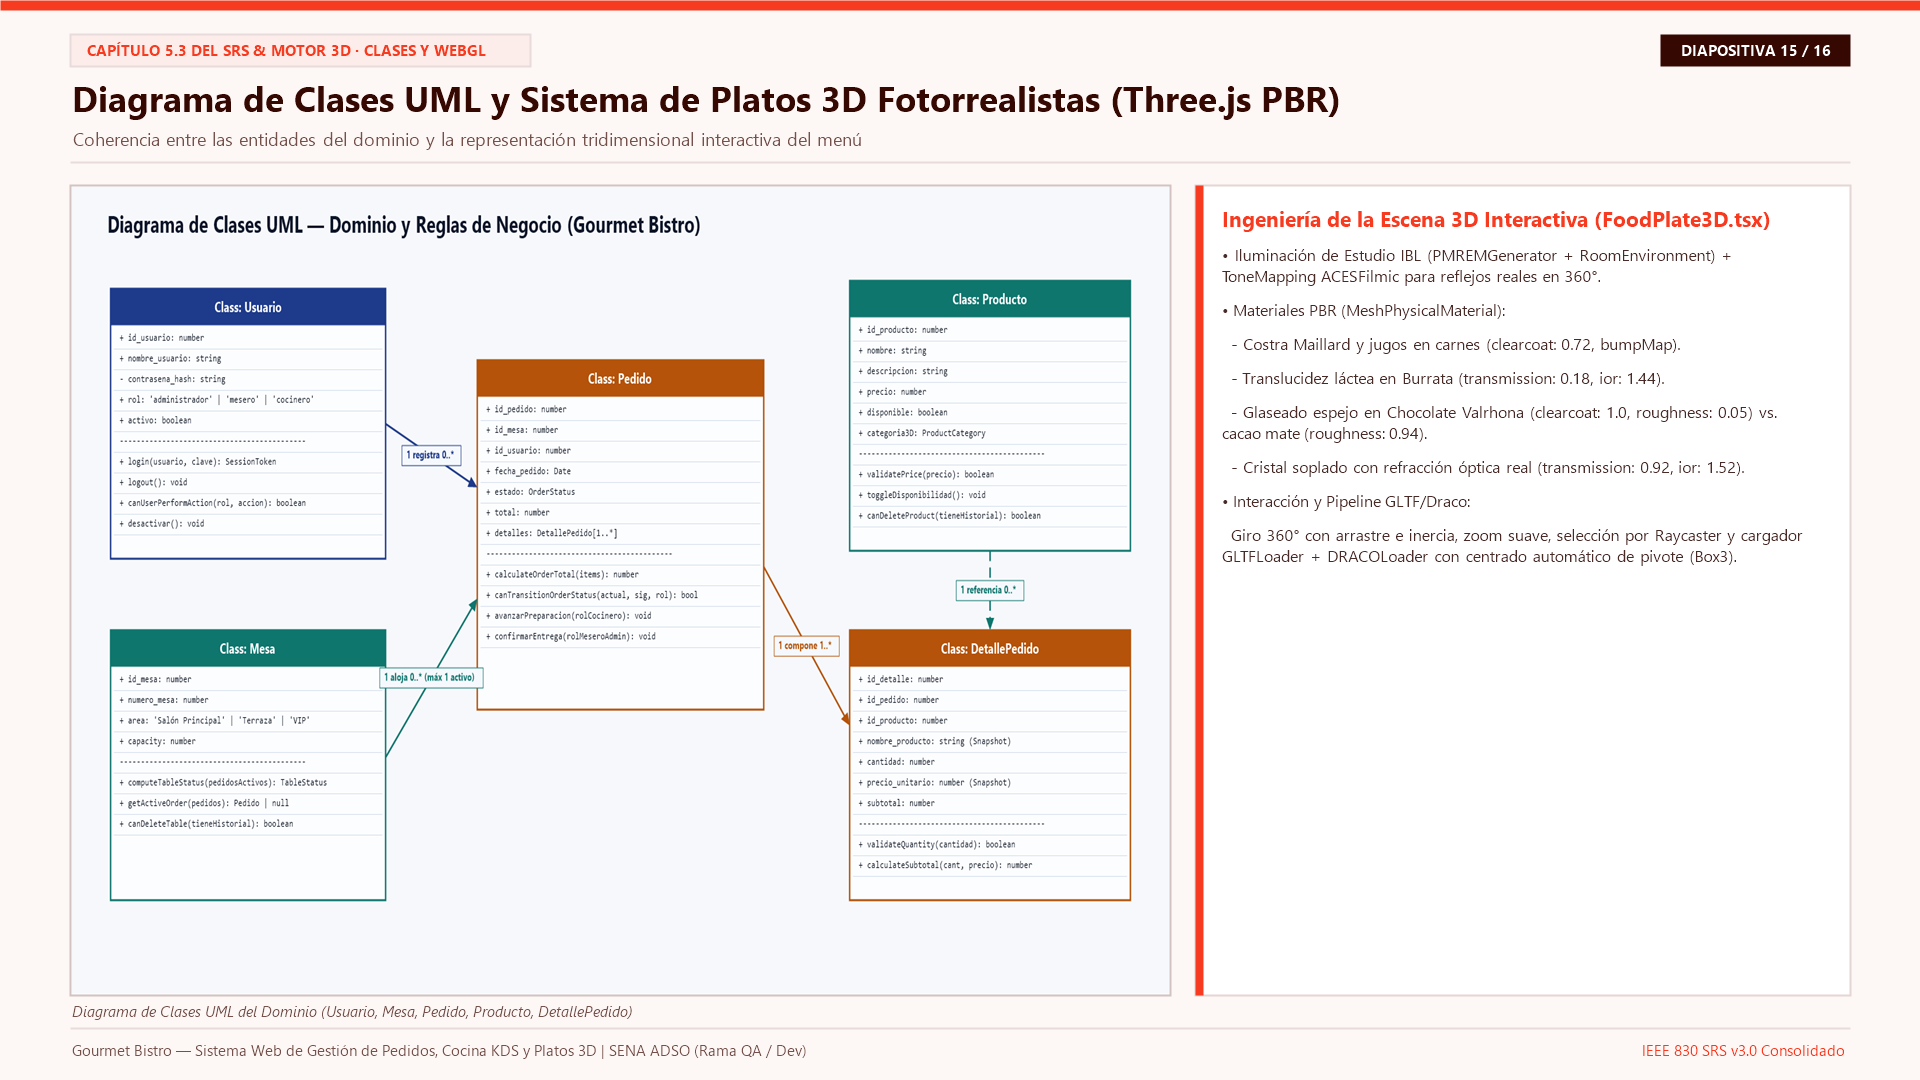 CAPÍTULO 5.3 DEL SRS & MOTOR 3D · CLASES Y WEBGL
DIAPOSITIVA 15 / 16
Diagrama de Clases UML y Sistema de Platos 3D Fotorrealistas (Three.js PBR)
Coherencia entre las entidades del dominio y la representación tridimensional interactiva del menú
Diagrama de Clases UML — Dominio y Reglas de Negocio (Gourmet Bistro)
Class: Usuario
+ id_usuario: number
+ nombre_usuario: string
- contrasena_hash: string
+ rol: 'administrador' | 'mesero' | 'cocinero'
+ activo: boolean
--------------------------------------------
+ login(usuario, clave): SessionToken
+ logout(): void
+ canUserPerformAction(rol, accion): boolean
+ desactivar(): void
1 registra 0..*
Class: Mesa
+ id_mesa: number
+ numero_mesa: number
+ area: 'Salón Principal' | 'Terraza' | 'VIP'
+ capacity: number
--------------------------------------------
+ computeTableStatus(pedidosActivos): TableStatus
+ getActiveOrder(pedidos): Pedido | null
+ canDeleteTable(tieneHistorial): boolean
1 aloja 0..* (máx 1 activo)
Class: Pedido
+ id_pedido: number
+ id_mesa: number
+ id_usuario: number
+ fecha_pedido: Date
+ estado: OrderStatus
+ total: number
+ detalles: DetallePedido[1..*]
--------------------------------------------
+ calculateOrderTotal(items): number
+ canTransitionOrderStatus(actual, sig, rol): bool
+ avanzarPreparacion(rolCocinero): void
+ confirmarEntrega(rolMeseroAdmin): void
1 compone 1..*
Class: Producto
+ id_producto: number
+ nombre: string
+ descripcion: string
+ precio: number
+ disponible: boolean
+ categoria3D: ProductCategory
--------------------------------------------
+ validatePrice(precio): boolean
+ toggleDisponibilidad(): void
+ canDeleteProduct(tieneHistorial): boolean
1 referencia 0..*
Class: DetallePedido
+ id_detalle: number
+ id_pedido: number
+ id_producto: number
+ nombre_producto: string (Snapshot)
+ cantidad: number
+ precio_unitario: number (Snapshot)
+ subtotal: number
--------------------------------------------
+ validateQuantity(cantidad): boolean
+ calculateSubtotal(cant, precio): number
Diagrama de Clases UML del Dominio (Usuario, Mesa, Pedido, Producto, DetallePedido)
Ingeniería de la Escena 3D Interactiva (FoodPlate3D.tsx)
• Iluminación de Estudio IBL (PMREMGenerator + RoomEnvironment) +
ToneMapping ACESFilmic para reflejos reales en 360°.
• Materiales PBR (MeshPhysicalMaterial):
- Costra Maillard y jugos en carnes (clearcoat: 0.72, bumpMap).
- Translucidez láctea en Burrata (transmission: 0.18, ior: 1.44).
- Glaseado espejo en Chocolate Valrhona (clearcoat: 1.0, roughness: 0.05) vs.
cacao mate (roughness: 0.94).
- Cristal soplado con refracción óptica real (transmission: 0.92, ior: 1.52).
• Interacción y Pipeline GLTF/Draco:
Giro 360° con arrastre e inercia, zoom suave, selección por Raycaster y cargador
GLTFLoader + DRACOLoader con centrado automático de pivote (Box3).
Gourmet Bistro — Sistema Web de Gestión de Pedidos, Cocina KDS y Platos 3D | SENA ADSO (Rama QA / Dev)
IEEE 830 SRS v3.0 Consolidado